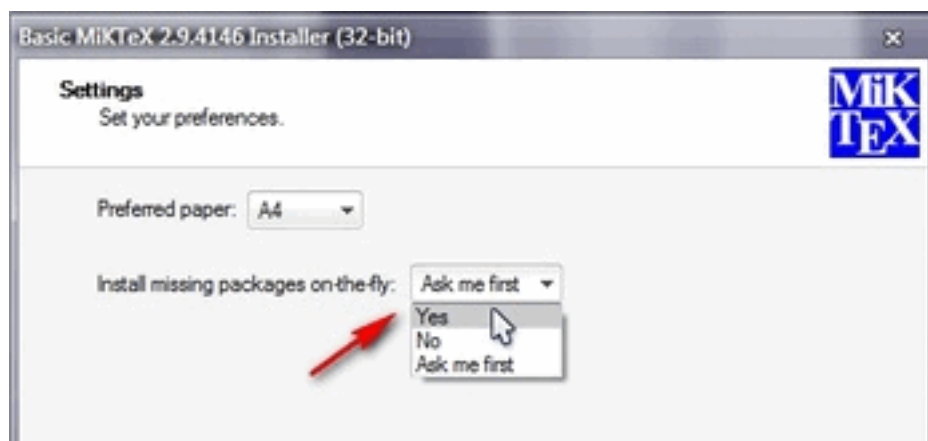 Basic MiKTeX 2.9.4146 Installer (32-bit)
Settings
Set your preferences.
MiK
TEX
Preferred paper: A4
Install missing packages on-the-fly: Ask me first
Yes
No
Ask me first